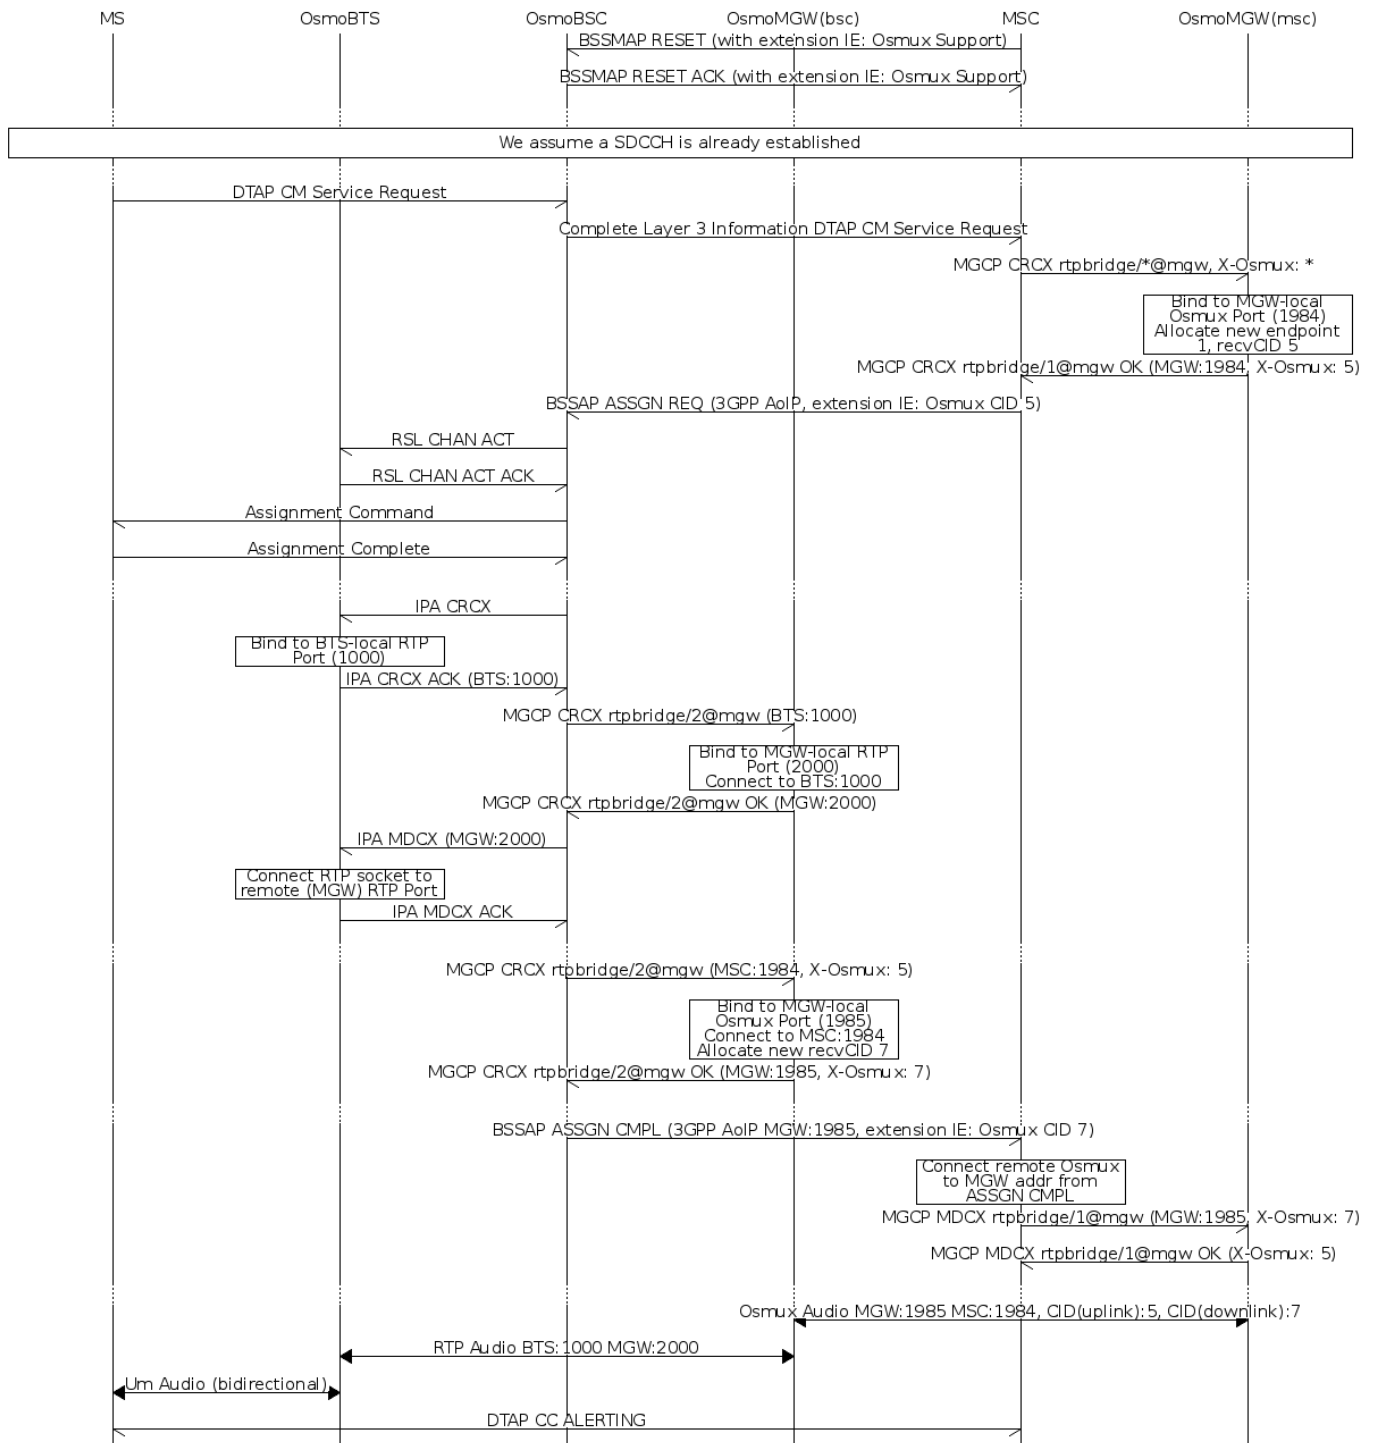 MS OsmoBTS OsmoBSC OsmoMGW(bsc) MSC OsmoMGW(msc)
BSSMAP RESET (with extension IE: Osmux Support)
BSSMAP RESET ACK (with extension IE: Osmux Support)
We assume a SDCCH is already established
DTAP CM Service Request
Complete Layer 3 Information DTAP CM Service Request
MGCP CRCX rtpbridge/*@mgw, X-Osmux: *
Bind to MGW-local
Osmux Port (1984)
Allocate new endpoint
1, recvCID 5
MGCP CRCX rtpbridge/1@mgw OK (MGW:1984, X-Osmux: 5)
BSSAP ASSGN REQ (3GPP AoIP, extension IE: Osmux CID 5)
RSL CHAN ACT
RSL CHAN ACT ACK
Assignment Command
Assignment Complete
IPA CRCX
Bind to BTS-local RTP
Port (1000)
IPA CRCX ACK (BTS:1000)
MGCP CRCX rtpbridge/2@mgw (BTS:1000)
Bind to MGW-local RTP
Port (2000)
Connect to BTS:1000
MGCP CRCX rtpbridge/2@mgw OK (MGW:2000)
IPA MDCX (MGW:2000)
Connect RTP socket to
remote (MGW) RTP Port
IPA MDCX ACK
MGCP CRCX rtpbridge/2@mgw (MSC:1984, X-Osmux: 5)
Bind to MGW-local
Osmux Port (1985)
Connect to MSC:1984
Allocate new recvCID 7
MGCP CRCX rtpbridge/2@mgw OK (MGW:1985, X-Osmux: 7)
BSSAP ASSGN CMPL (3GPP AoIP MGW:1985, extension IE: Osmux CID 7)
Connect remote Osmux
to MGW addr from
ASSGN CMPL
MGCP MDCX rtpbridge/1@mgw (MGW:1985, X-Osmux: 7)
MGCP MDCX rtpbridge/1@mgw OK (X-Osmux: 5)
Osmux Audio MGW:1985 MSC:1984, CID(uplink):5, CID(downlink):7
RTP Audio BTS:1000 MGW:2000
Um Audio (bidirectional)
DTAP CC ALERTING